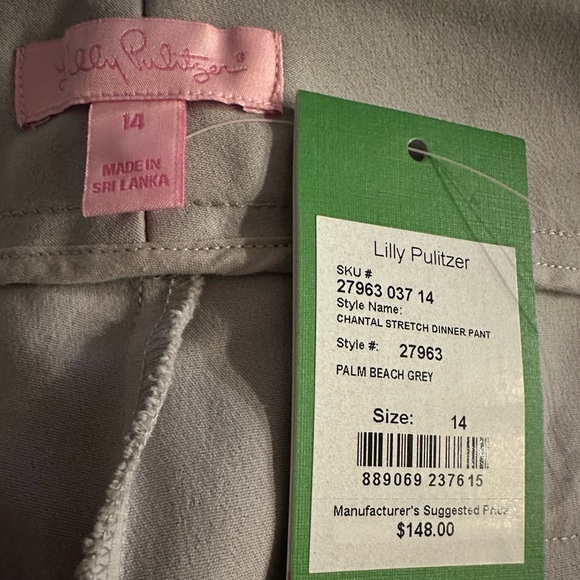 Lilly Pulitzer®
14
MADE IN
SRI LANKA
Lilly Pulitzer
SKU #
27963 037 14
Style Name:
CHANTAL STRETCH DINNER PANT
Style #: 27963
PALM BEACH GREY
Size: 14
889069 237615
Manufacturer's Suggested Price
$148.00